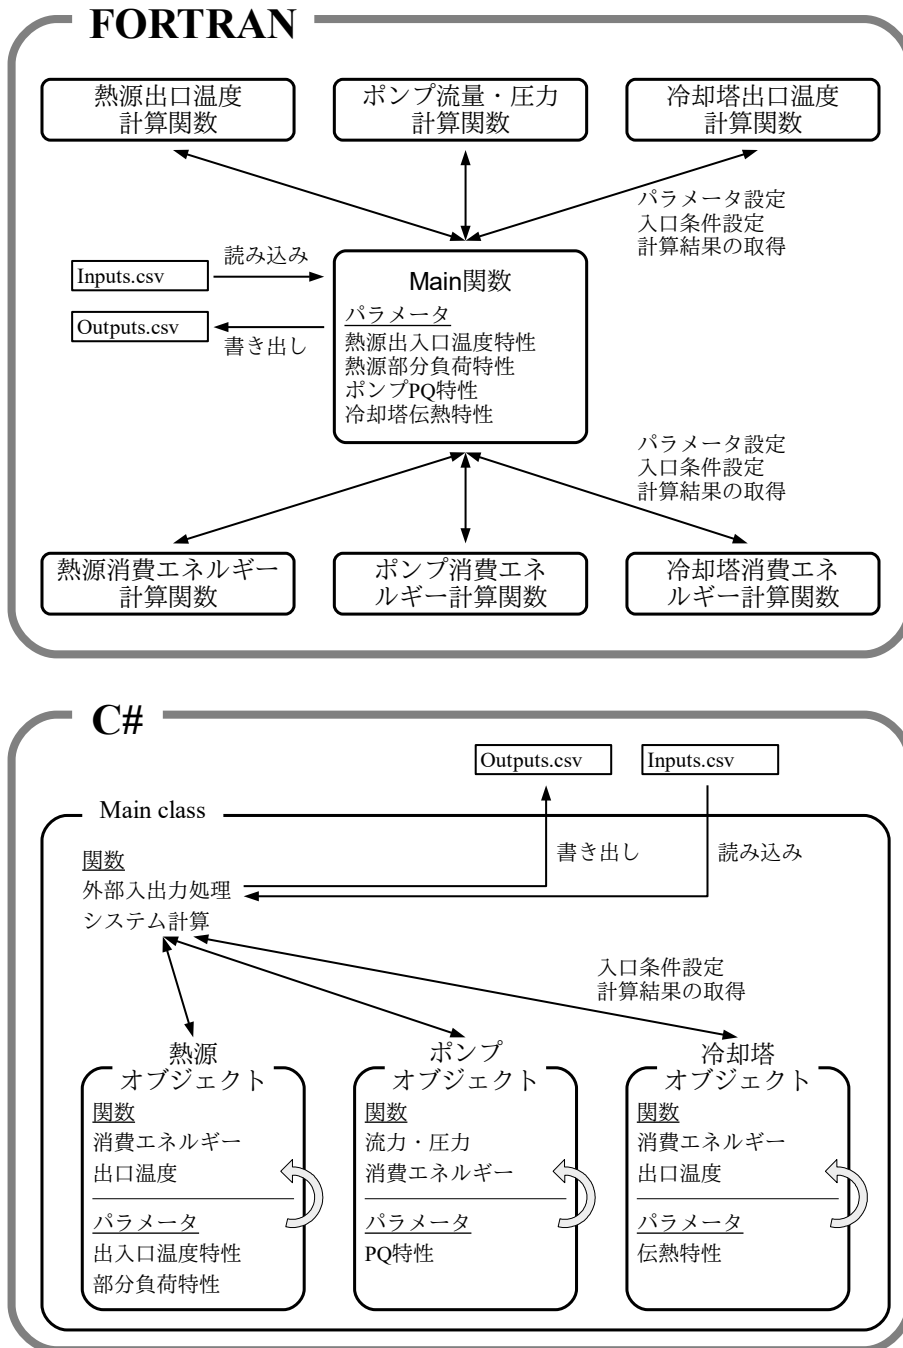 FORTRAN
熱源出口温度
計算関数
ポンプ流量・圧力
計算関数
冷却塔出口温度
計算関数
パラメータ設定
入口条件設定
計算結果の取得
Inputs.csv
読み込み
Outputs.csv
書き出し
Main関数
パラメータ
熱源出入口温度特性
熱源部分負荷特性
ポンプPQ特性
冷却塔伝熱特性
パラメータ設定
入口条件設定
計算結果の取得
熱源消費エネルギー
計算関数
ポンプ消費エネ
ルギー計算関数
冷却塔消費エネ
ルギー計算関数
C#
Outputs.csv
Inputs.csv
Main class
書き出し
読み込み
関数
外部入出力処理
システム計算
入口条件設定
計算結果の取得
熱源
オブジェクト
関数
消費エネルギー
出口温度
パラメータ
出入口温度特性
部分負荷特性
ポンプ
オブジェクト
関数
流力・圧力
消費エネルギー
パラメータ
PQ特性
冷却塔
オブジェクト
関数
消費エネルギー
出口温度
パラメータ
伝熱特性